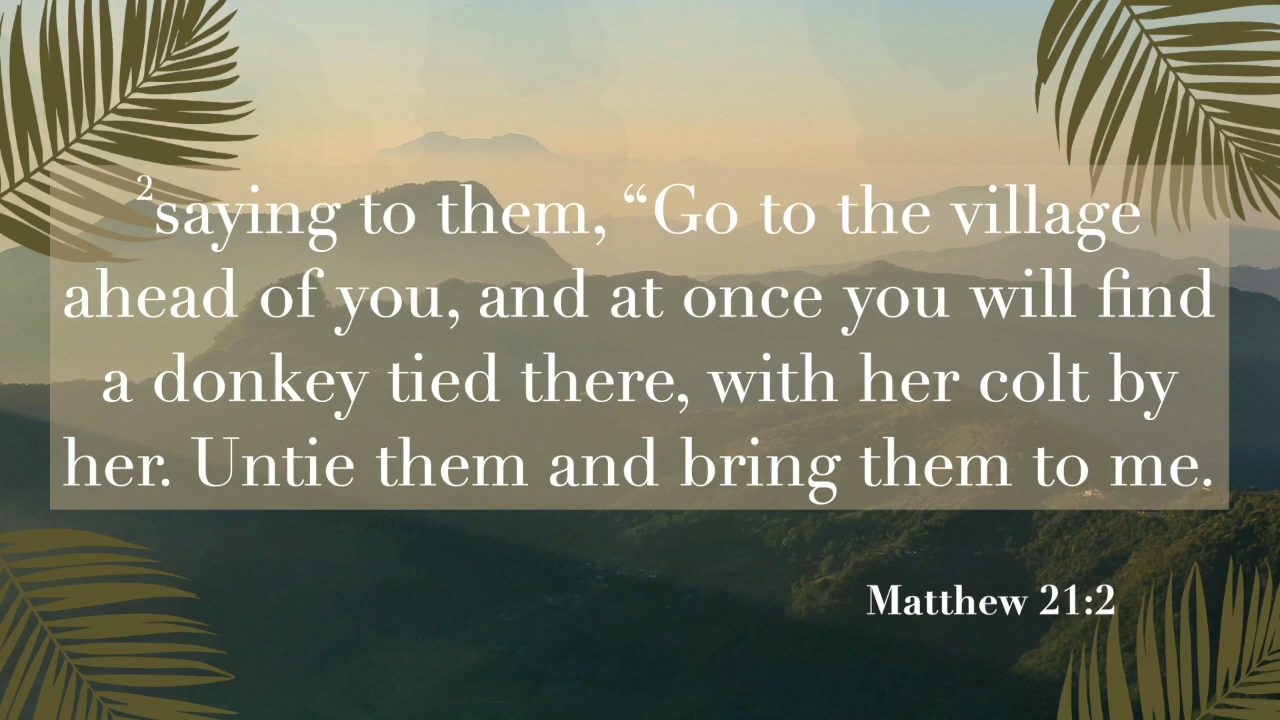 ²saying to them, “Go to the village
ahead of you, and at once you will find
a donkey tied there, with her colt by
her. Untie them and bring them to me.
Matthew 21:2